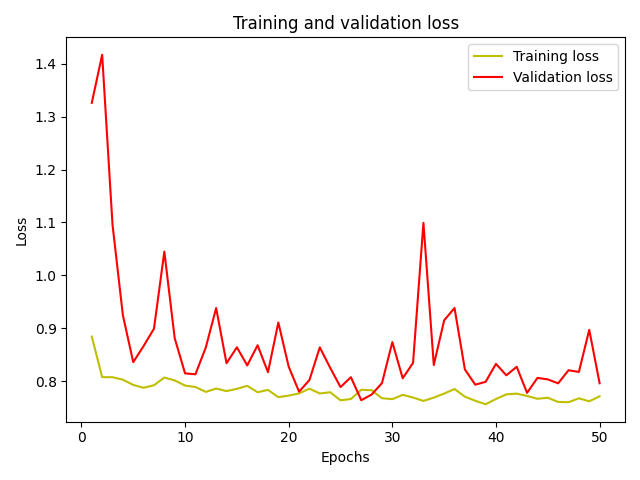 Training and validation loss
Training loss
Validation loss
1.4
1.3
1.2
1.1
1.0
0.9
0.8
Loss
0
10
20
30
40
50
Epochs